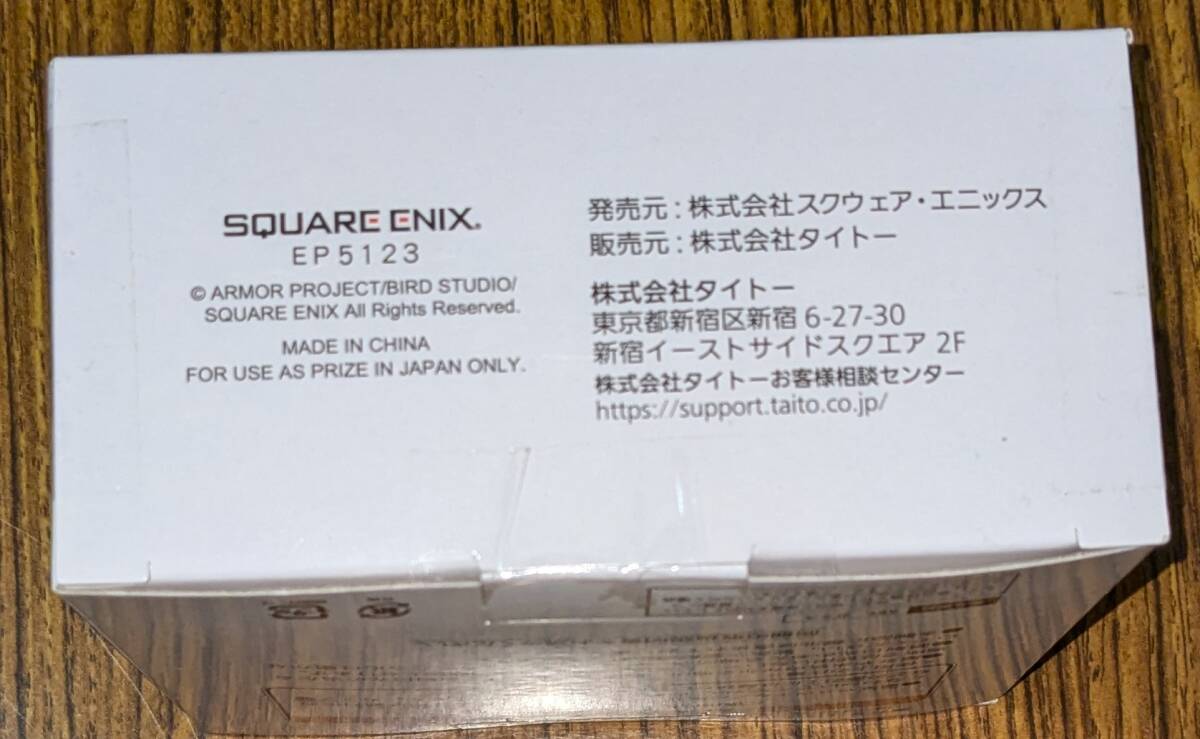 SQUARE ENIX.
EP5123
© ARMOR PROJECT/BIRD STUDIO/
SQUARE ENIX All Rights Reserved.
MADE IN CHINA
FOR USE AS PRIZE IN JAPAN ONLY.
発売元：株式会社スクウェア・エニックス
販売元：株式会社タイトー
株式会社タイトー
東京都新宿区新宿 6-27-30
新宿イーストサイドスクエア 2F
株式会社タイトーお客様相談センター
https://support.taito.co.jp/